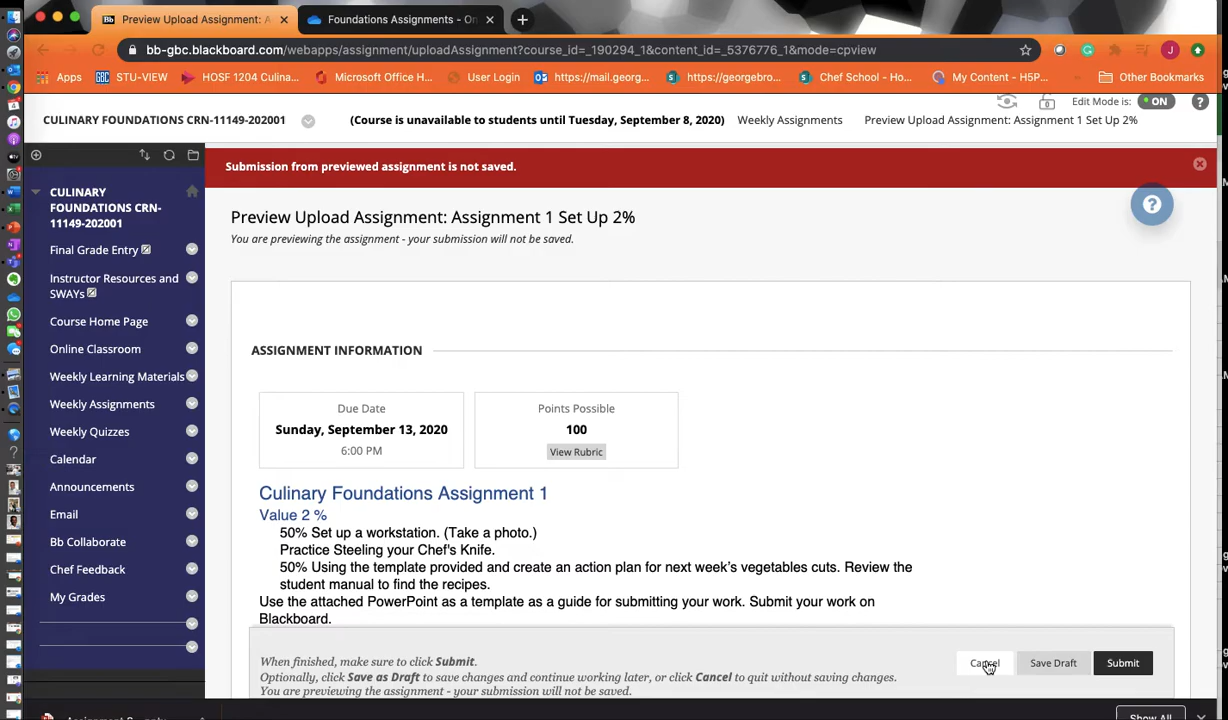 Bb Preview Upload Assignment: A
Foundations Assignments - On
bb-gbc.blackboard.com/webapps/assignment/uploadAssignment?course_id=_190294_1&content_id=_5376776_1&mode=cpview
J
Apps
GBC STU-VIEW
HOSF 1204 Culina...
Microsoft Office H...
User Login
https://mail.georg...
https://georgebro...
Chef School - Ho...
My Content - H5P...
Other Bookmarks
Edit Mode is: ON ?
CULINARY FOUNDATIONS CRN-11149-202001
(Course is unavailable to students until Tuesday, September 8, 2020)
Weekly Assignments
Preview Upload Assignment: Assignment 1 Set Up 2%
CULINARY
FOUNDATIONS CRN-
11149-202001
Final Grade Entry
Instructor Resources and
SWAYs
Course Home Page
Online Classroom
Weekly Learning Materials
Weekly Assignments
Weekly Quizzes
Calendar
Announcements
Email
Bb Collaborate
Chef Feedback
My Grades
Submission from previewed assignment is not saved.
?
Preview Upload Assignment: Assignment 1 Set Up 2%
You are previewing the assignment - your submission will not be saved.
ASSIGNMENT INFORMATION
Due Date
Sunday, September 13, 2020
6:00 PM
Points Possible
100
View Rubric
Culinary Foundations Assignment 1
Value 2 %
50% Set up a workstation. (Take a photo.)
Practice Steeling your Chef's Knife.
50% Using the template provided and create an action plan for next week's vegetables cuts. Review the
student manual to find the recipes.
Use the attached PowerPoint as a template as a guide for submitting your work. Submit your work on
Blackboard.
When finished, make sure to click Submit.
Optionally, click Save as Draft to save changes and continue working later, or click Cancel to quit without saving changes.
You are previewing the assignment - your submission will not be saved.
Cancel
Save Draft
Submit
Show All